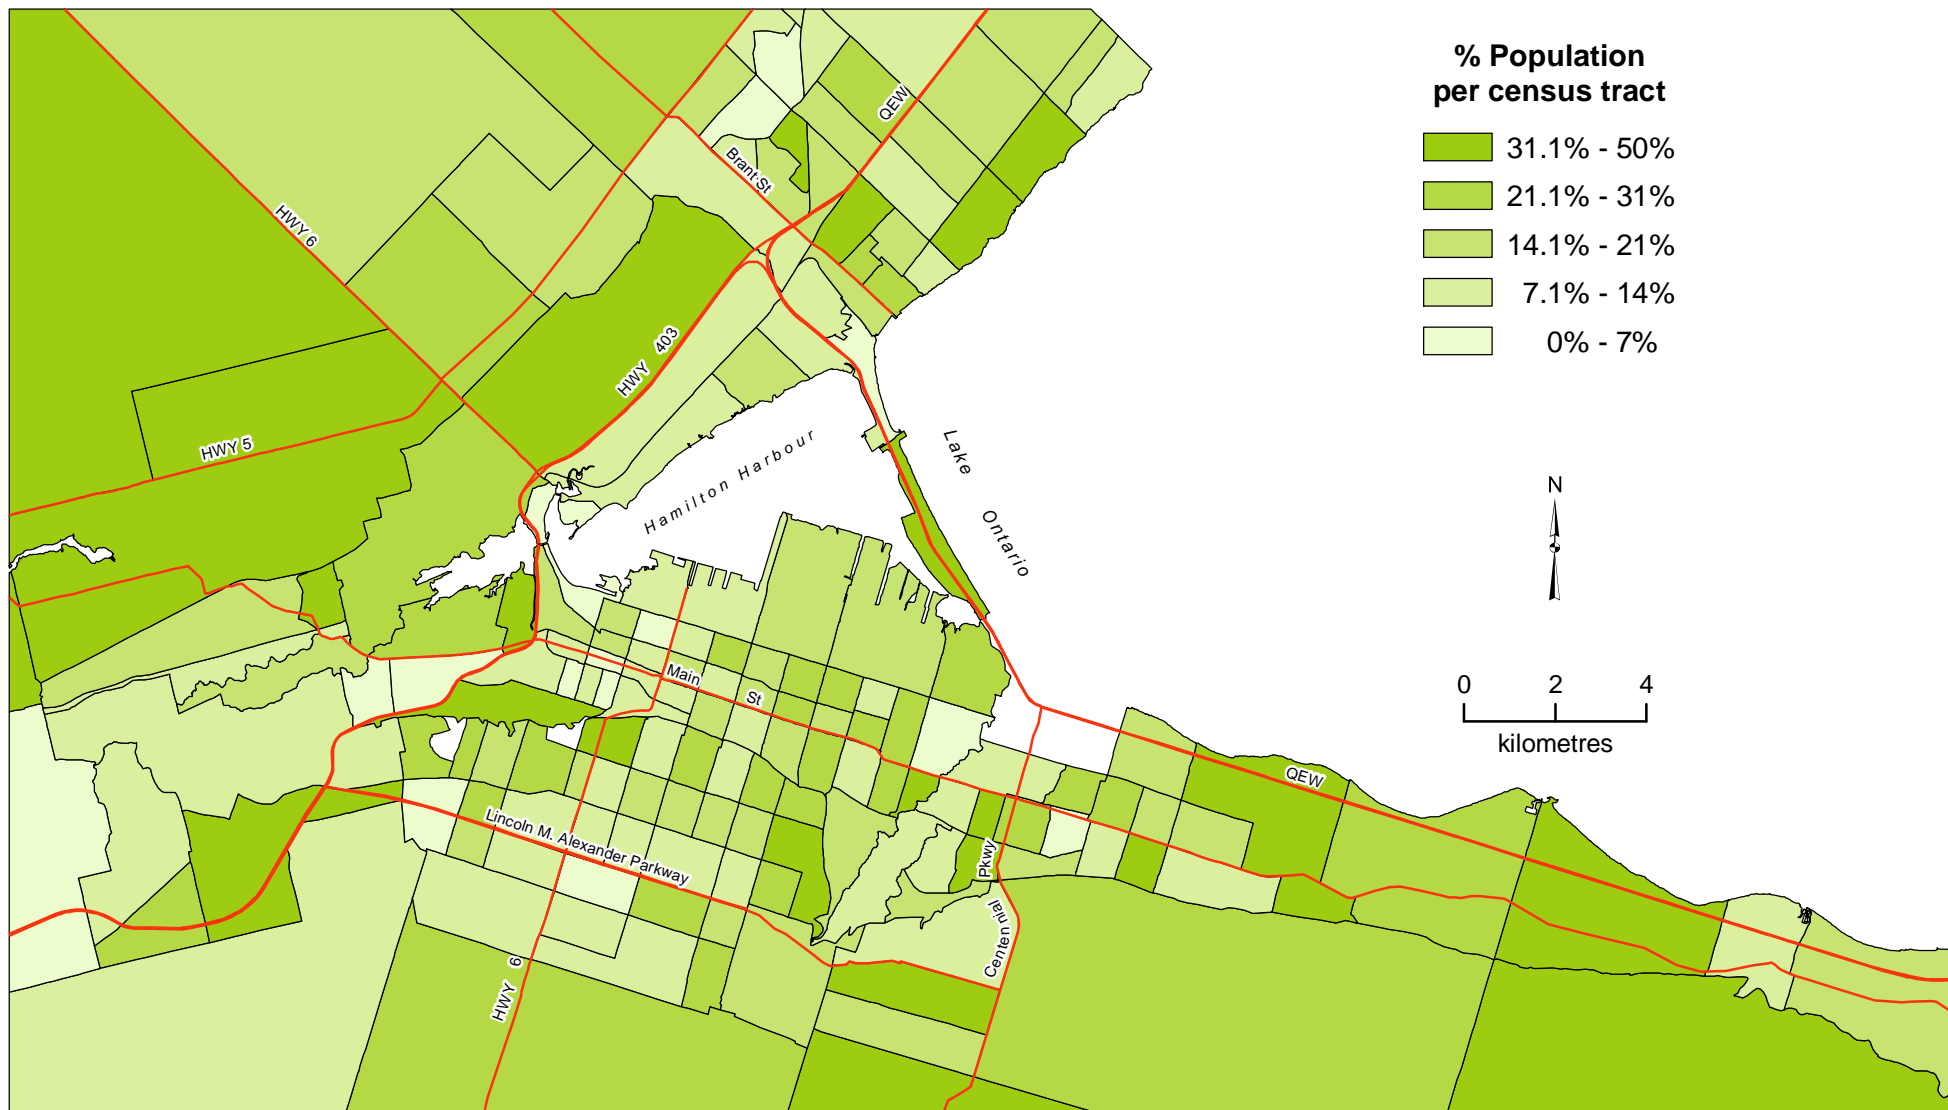 % Population
per census tract
31.1% - 50%
21.1% - 31%
14.1% - 21%
7.1% - 14%
0% - 7%
QEW
Brant St
HWY 6
HWY 403
HWY 5
Hamilton Harbour
Lake
Ontario
N
0 2 4
kilometres
Main St
QEW
Lincoln M. Alexander Parkway
Centennial Pkwy
HWY 6